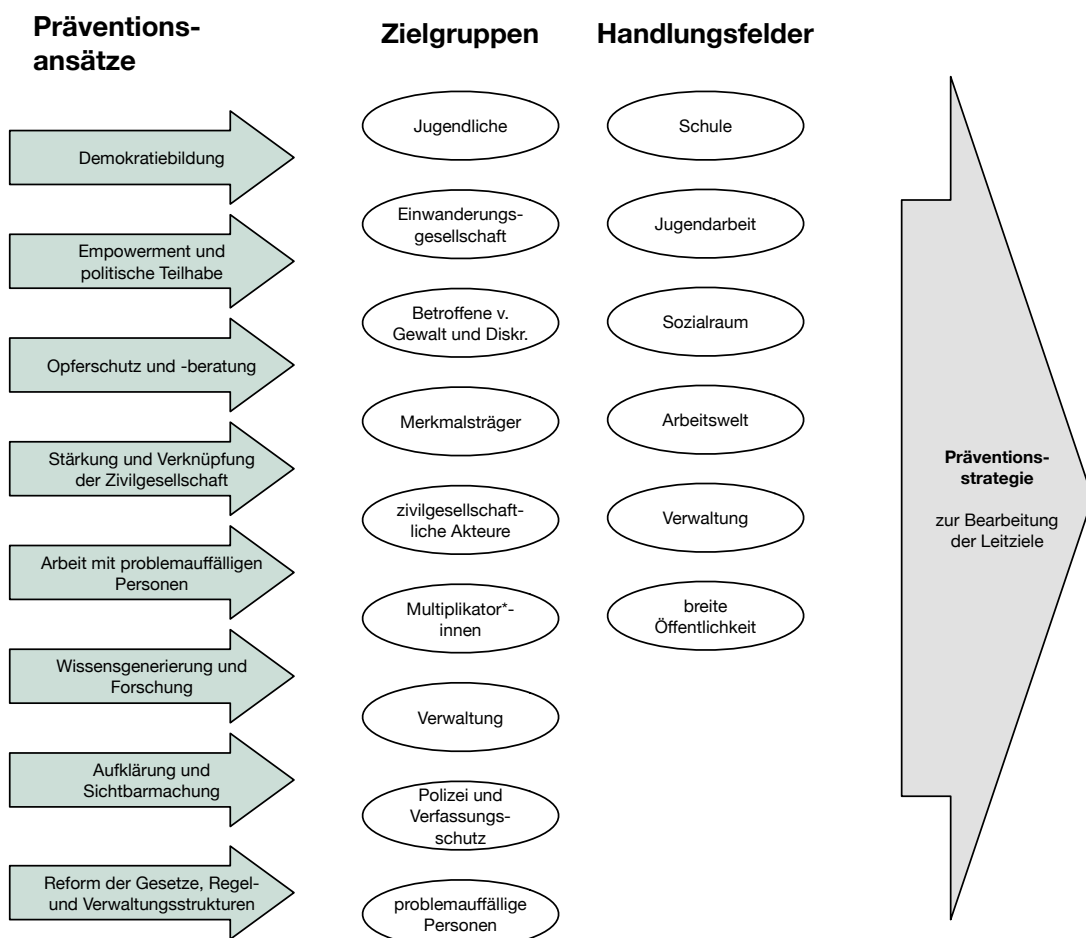 Präventions-
ansätze
Demokratiebildung
Empowerment und
politische Teilhabe
Opferschutz und -beratung
Stärkung und Verknüpfung
der Zivilgesellschaft
Arbeit mit problemauffälligen
Personen
Wissensgenerierung und
Forschung
Aufklärung und
Sichtbarmachung
Reform der Gesetze, Regel-
und Verwaltungsstrukturen
Zielgruppen
Jugendliche
Einwanderungs-
gesellschaft
Betroffene v.
Gewalt und Diskr.
Merkmalsträger
zivilgesellschaft-
liche Akteure
Multiplikator*-
innen
Verwaltung
Polizei und
Verfassungs-
schutz
problemauffällige
Personen
Handlungsfelder
Schule
Jugendarbeit
Sozialraum
Arbeitswelt
Verwaltung
breite
Öffentlichkeit
Präventions-
strategie
zur Bearbeitung
der Leitziele